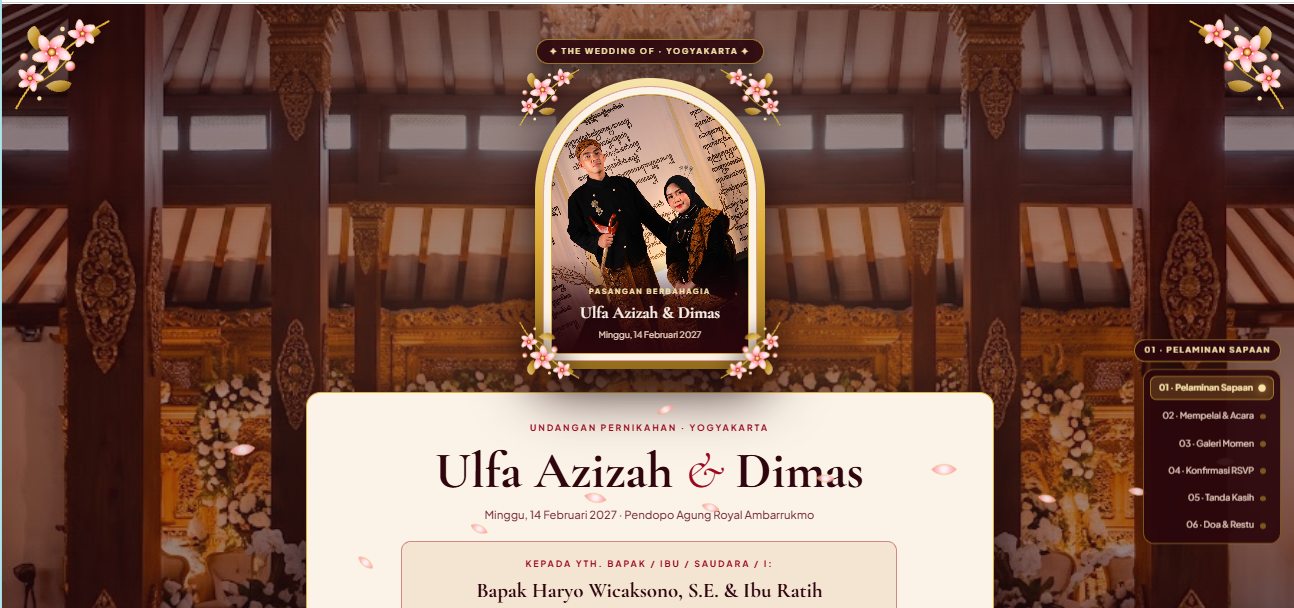 ✦ THE WEDDING OF · YOGYAKARTA ✦
PASANGAN BERBAHAGIA
Ulfa Azizah & Dimas
Minggu, 14 Februari 2027
UNDANGAN PERNIKAHAN · YOGYAKARTA
Ulfa Azizah & Dimas
Minggu, 14 Februari 2027 · Pendopo Agung Royal Ambarrukmo
KEPADA YTH. BAPAK / IBU / SAUDARA / I:
Bapak Haryo Wicaksono, S.E. & Ibu Ratih
01 · PELAMINAN SAPAAN
01 · Pelaminan Sapaan
02 · Mempelai & Acara
03 · Galeri Momen
04 · Konfirmasi RSVP
05 · Tanda Kasih
06 · Doa & Restu